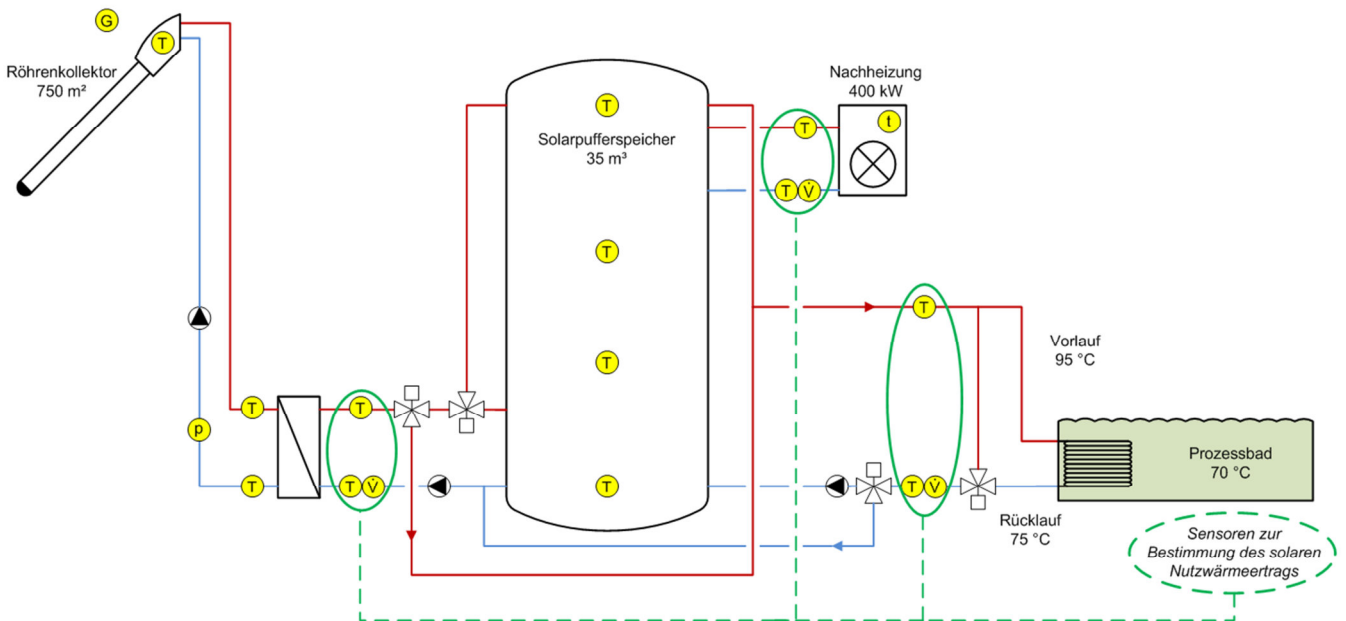 G
T
Röhrenkollektor
750 m²
T
Solarpufferspeicher
35 m³
Nachheizung
400 kW
t
T
T V̇
T
T
T
Vorlauf
95 °C
T
T
p
T
T V̇
T
T V̇
Prozessbad
70 °C
Rücklauf
75 °C
Sensoren zur
Bestimmung des solaren
Nutzwärmeertrags